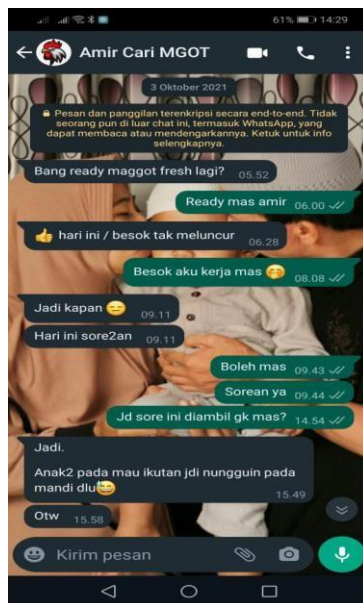 61% 14:29
Amir Cari MGOT
3 Oktober 2021
Pesan dan panggilan terenkripsi secara end-to-end. Tidak
seorang pun di luar chat ini, termasuk WhatsApp, yang
dapat membaca atau mendengarkannya. Ketuk untuk info
selengkapnya.
Bang ready maggot fresh lagi? 05.52
Ready mas amir 06.00
👍 hari ini / besok tak meluncur
06.28
Besok aku kerja mas 🤭
08.08
Jadi kapan 😑 09.11
Hari ini sore2an 09.11
Boleh mas 09.43
Sorean ya 09.44
Jd sore ini diambil gk mas? 14.54
Jadi.
Anak2 pada mau ikutan jdi nungguin pada
mandi dlu😅
15.49
Otw 15.58
Kirim pesan